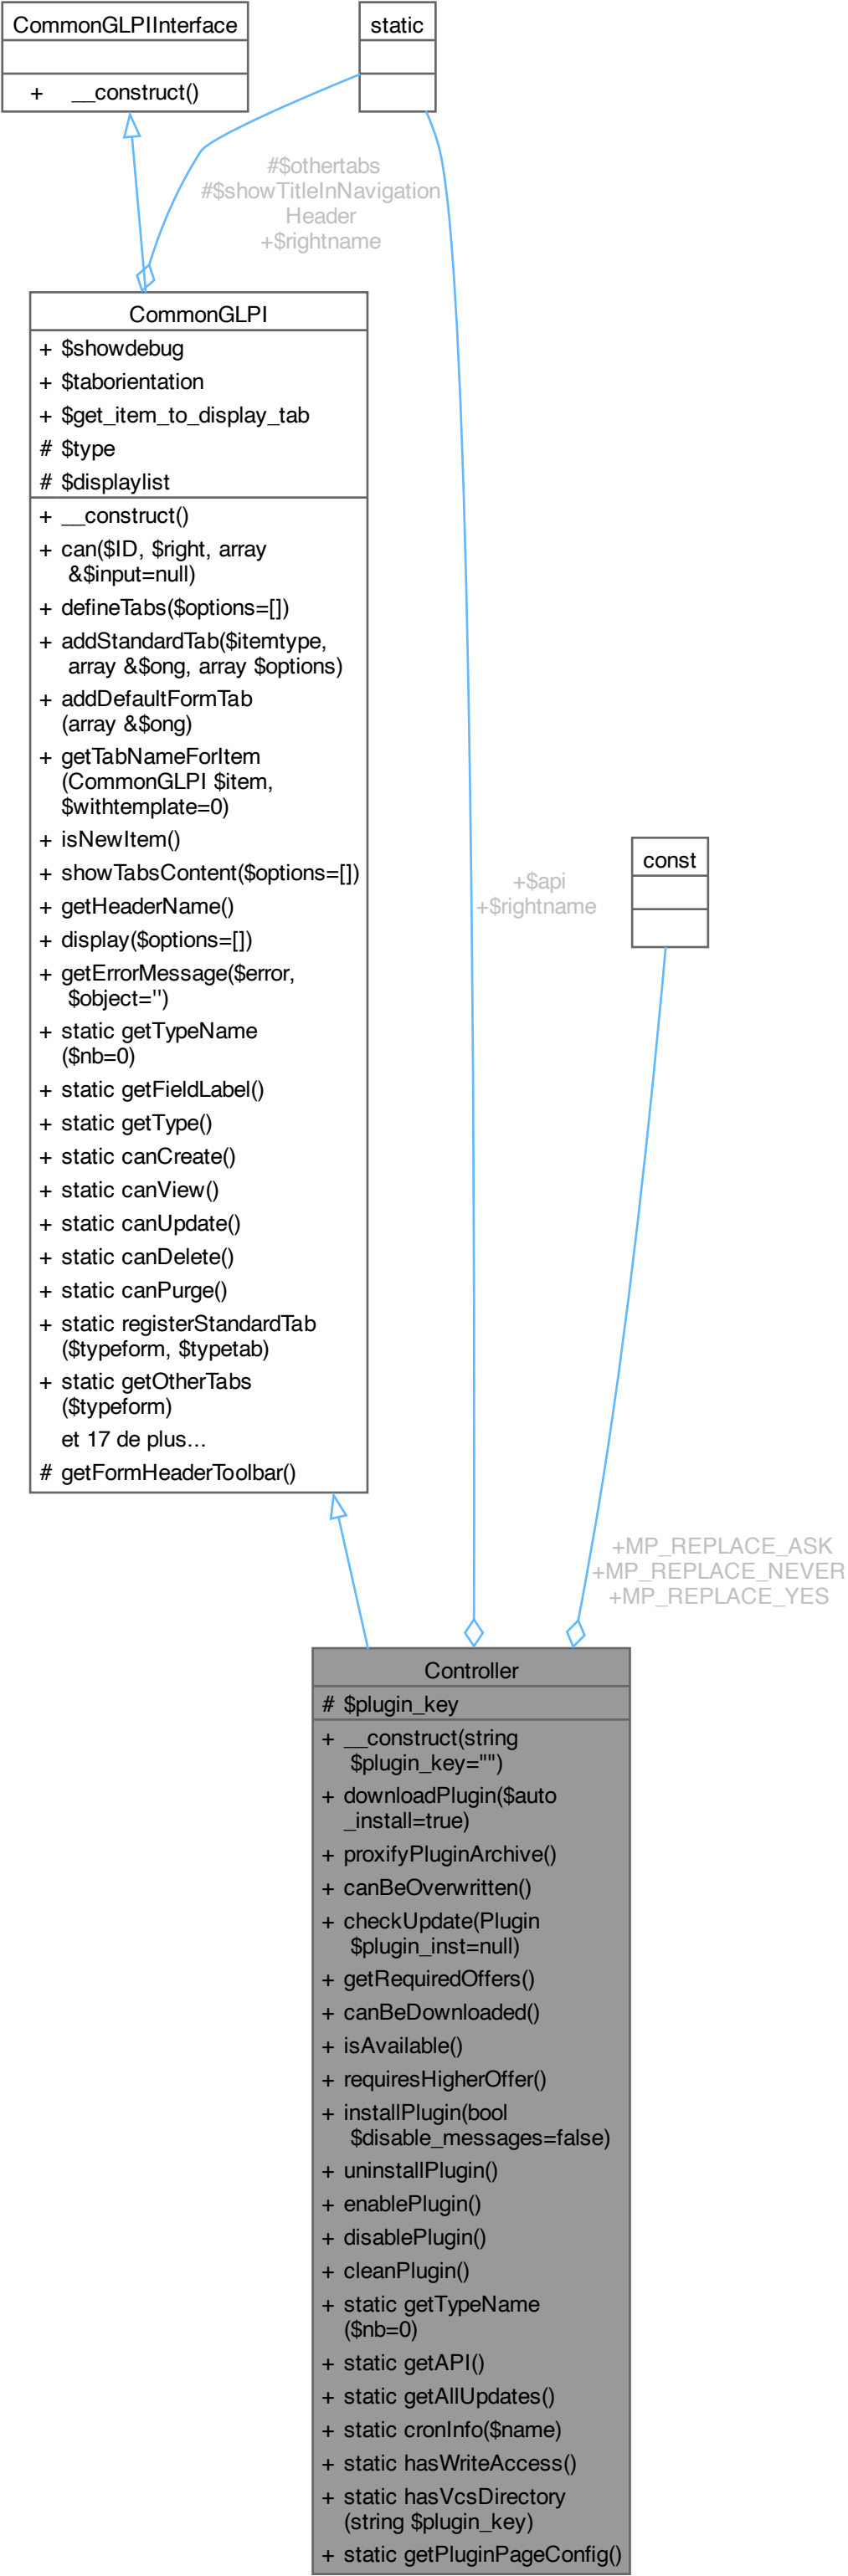 CommonGLPIInterface
+ __construct()
static
#$othertabs
#$showTitleInNavigation
Header
+$rightname
CommonGLPI
+ $showdebug
+ $taborientation
+ $get_item_to_display_tab
# $type
# $displaylist
+ __construct()
+ can($ID, $right, array
&$input=null)
+ defineTabs($options=[])
+ addStandardTab($itemtype,
array &$ong, array $options)
+ addDefaultFormTab
(array &$ong)
+ getTabNameForItem
(CommonGLPI $item,
$withtemplate=0)
+ isNewItem()
+ showTabsContent($options=[])
+ getHeaderName()
+ display($options=[])
+ getErrorMessage($error,
$object='')
+ static getTypeName
($nb=0)
+ static getFieldLabel()
+ static getType()
+ static canCreate()
+ static canView()
+ static canUpdate()
+ static canDelete()
+ static canPurge()
+ static registerStandardTab
($typeform, $typetab)
+ static getOtherTabs
($typeform)
et 17 de plus...
# getFormHeaderToolbar()
+$api
+$rightname
const
+MP_REPLACE_ASK
+MP_REPLACE_NEVER
+MP_REPLACE_YES
Controller
# $plugin_key
+ __construct(string
$plugin_key="")
+ downloadPlugin($auto
_install=true)
+ proxifyPluginArchive()
+ canBeOverwritten()
+ checkUpdate(Plugin
$plugin_inst=null)
+ getRequiredOffers()
+ canBeDownloaded()
+ isAvailable()
+ requiresHigherOffer()
+ installPlugin(bool
$disable_messages=false)
+ uninstallPlugin()
+ enablePlugin()
+ disablePlugin()
+ cleanPlugin()
+ static getTypeName
($nb=0)
+ static getAPI()
+ static getAllUpdates()
+ static cronInfo($name)
+ static hasWriteAccess()
+ static hasVcsDirectory
(string $plugin_key)
+ static getPluginPageConfig()